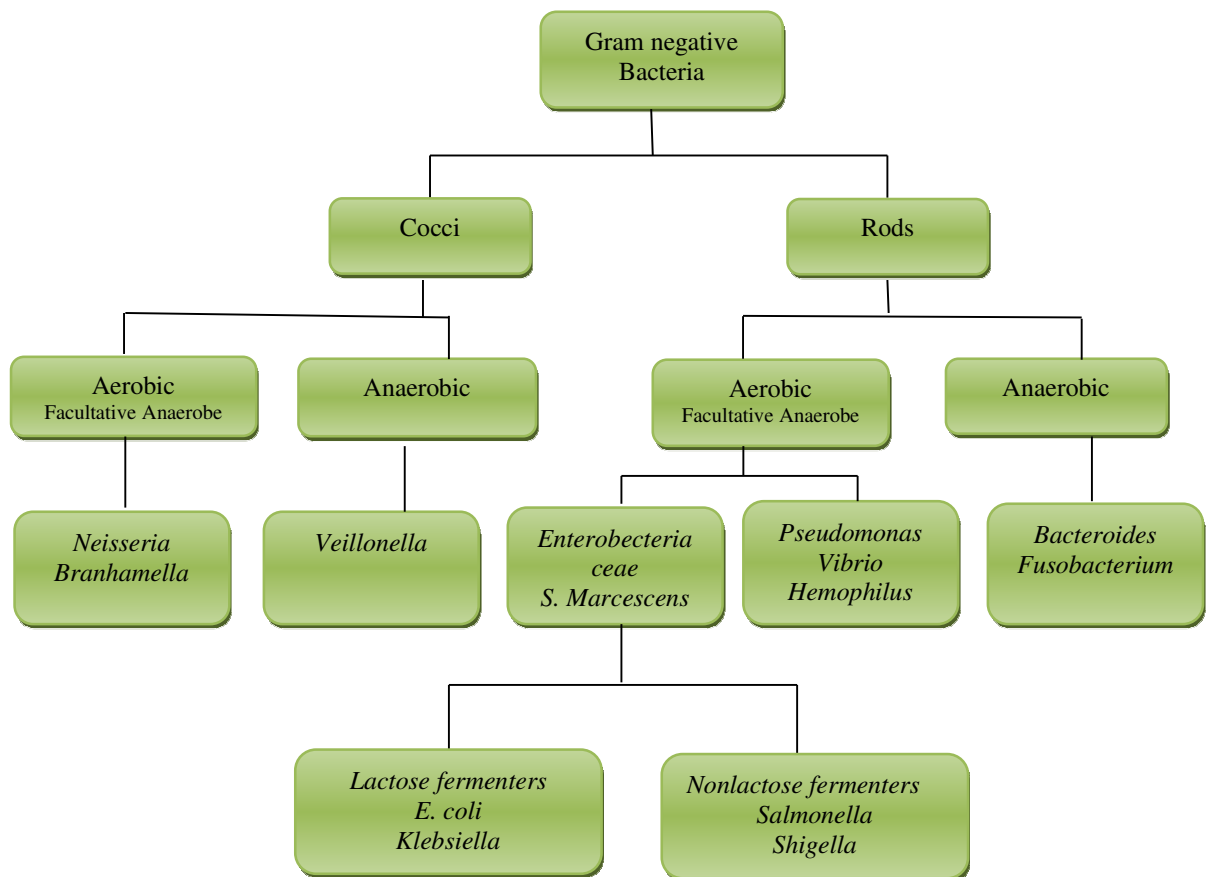 Gram negative
Bacteria
Cocci
Rods
Aerobic
Facultative Anaerobe
Anaerobic
Aerobic
Facultative Anaerobe
Anaerobic
Neisseria
Branhamella
Veillonella
Enterobecteria
ceae
S. Marcescens
Pseudomonas
Vibrio
Hemophilus
Bacteroides
Fusobacterium
Lactose fermenters
E. coli
Klebsiella
Nonlactose fermenters
Salmonella
Shigella